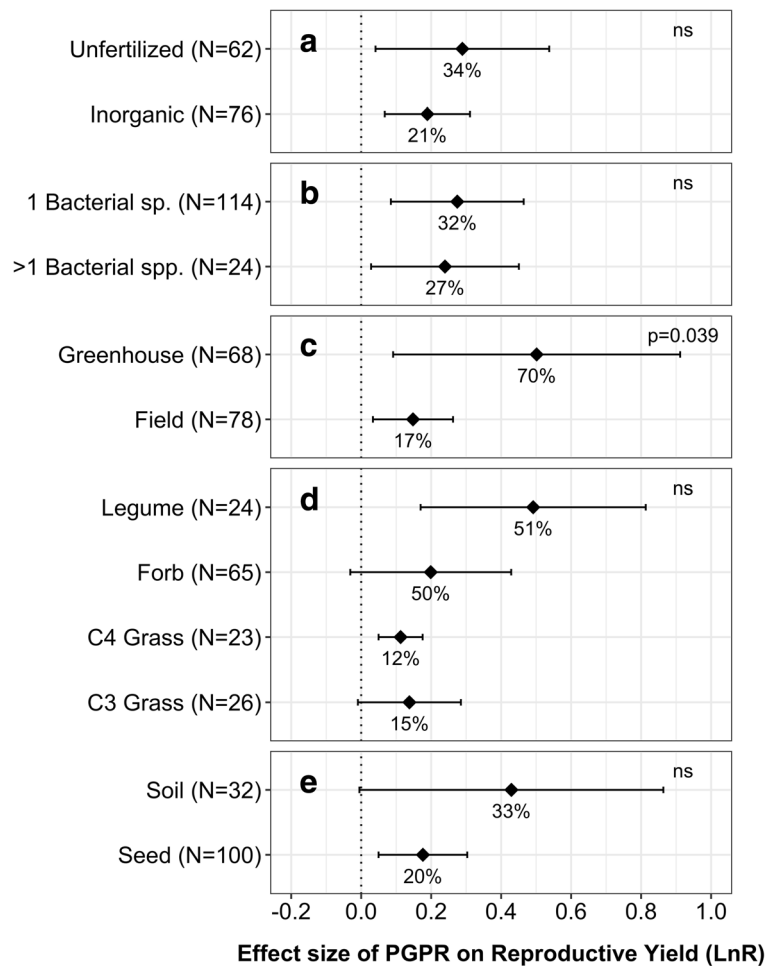 a
ns
Unfertilized (N=62)
34%
Inorganic (N=76)
21%
b
ns
1 Bacterial sp. (N=114)
32%
>1 Bacterial spp. (N=24)
27%
c
p=0.039
Greenhouse (N=68)
70%
Field (N=78)
17%
d
ns
Legume (N=24)
51%
Forb (N=65)
50%
C4 Grass (N=23)
12%
C3 Grass (N=26)
15%
e
ns
Soil (N=32)
33%
Seed (N=100)
20%
-0.2 0.0 0.2 0.4 0.6 0.8 1.0
Effect size of PGPR on Reproductive Yield (LnR)